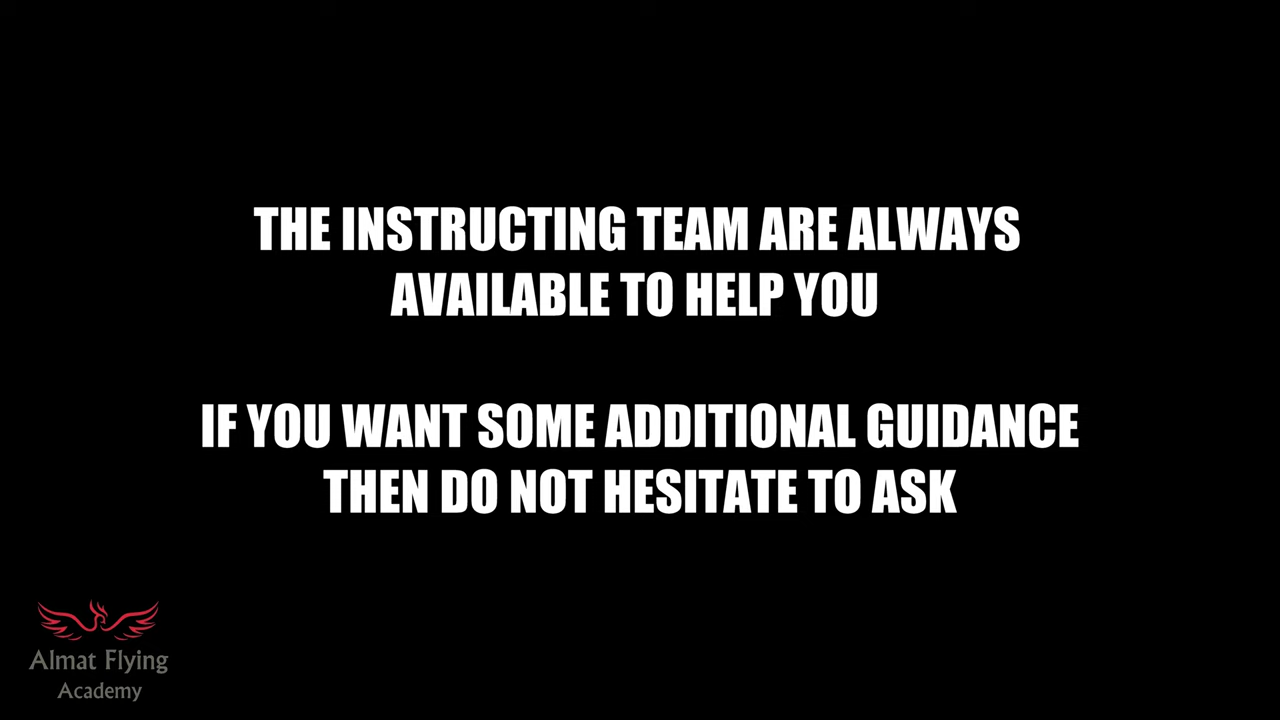 THE INSTRUCTING TEAM ARE ALWAYS
AVAILABLE TO HELP YOU
IF YOU WANT SOME ADDITIONAL GUIDANCE
THEN DO NOT HESITATE TO ASK
Almat Flying
Academy